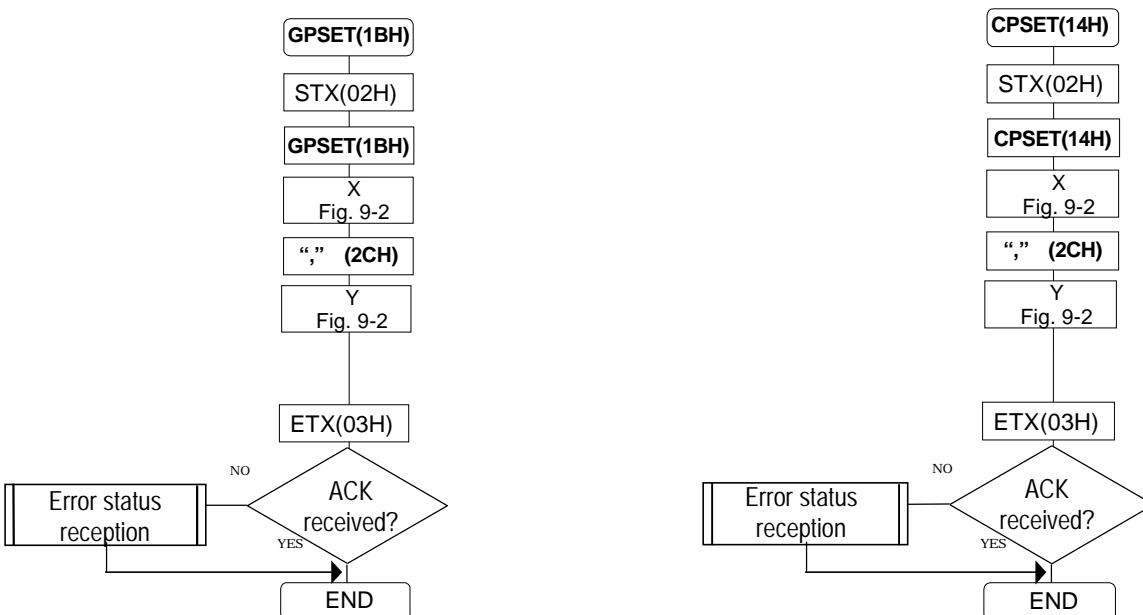 GPSET(1BH)
STX(02H)
GPSET(1BH)
X
Fig. 9-2
“,” (2CH)
Y
Fig. 9-2
ETX(03H)
NO
ACK
received?
Error status
reception
YES
END
CPSET(14H)
STX(02H)
CPSET(14H)
X
Fig. 9-2
“,” (2CH)
Y
Fig. 9-2
ETX(03H)
NO
ACK
received?
Error status
reception
YES
END